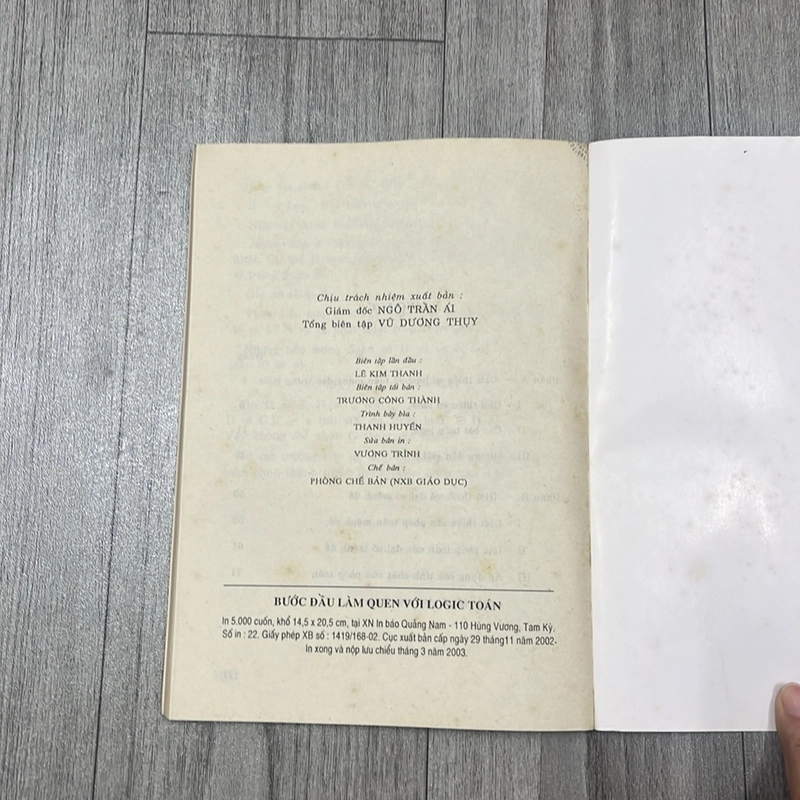 Chịu trách nhiệm xuất bản :
Giám đốc NGÔ TRẦN ÁI
Tổng biên tập VŨ DƯƠNG THỤY
Biên tập lần đầu :
LÊ KIM THANH
Biên tập tái bản :
TRƯƠNG CÔNG THÀNH
Trình bày bìa :
THANH HUYỀN
Sửa bản in :
VƯƠNG TRÌNH
Chế bản :
PHÒNG CHẾ BẢN (NXB GIÁO DỤC)
BƯỚC ĐẦU LÀM QUEN VỚI LOGIC TOÁN
In 5.000 cuốn, khổ 14,5 x 20,5 cm, tại XN In báo Quảng Nam - 110 Hùng Vương, Tam Kỳ.
Số in : 22. Giấy phép XB số : 1419/168-02. Cục xuất bản cấp ngày 29 tháng11 năm 2002-
In xong và nộp lưu chiểu tháng 3 năm 2003.